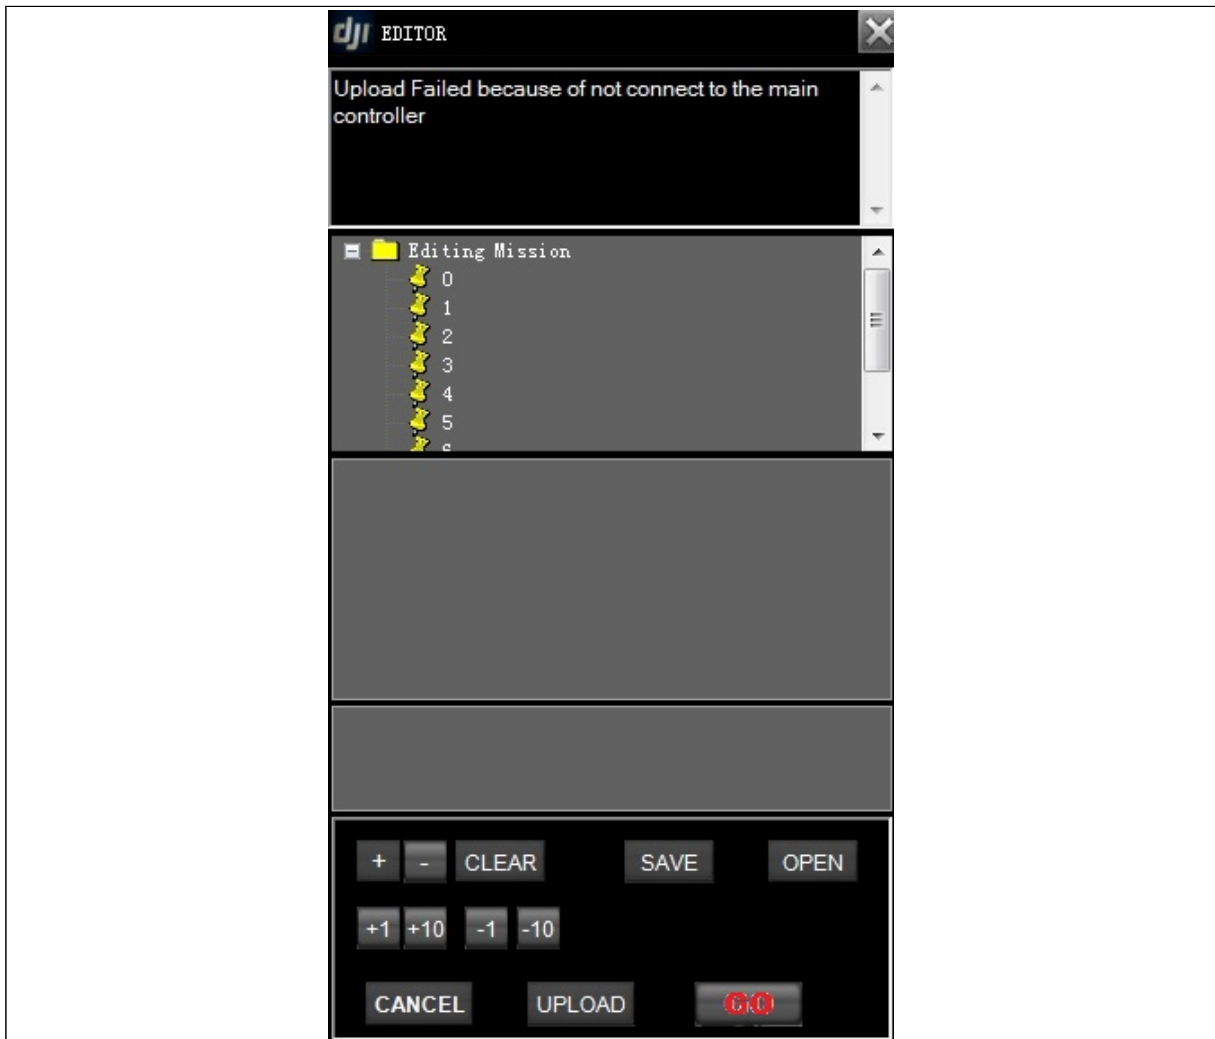 dji EDITOR
Upload Failed because of not connect to the main
controller
Editing Mission
0
1
2
3
4
5
6
+ - CLEAR SAVE OPEN
+1 +10 -1 -10
CANCEL UPLOAD GO